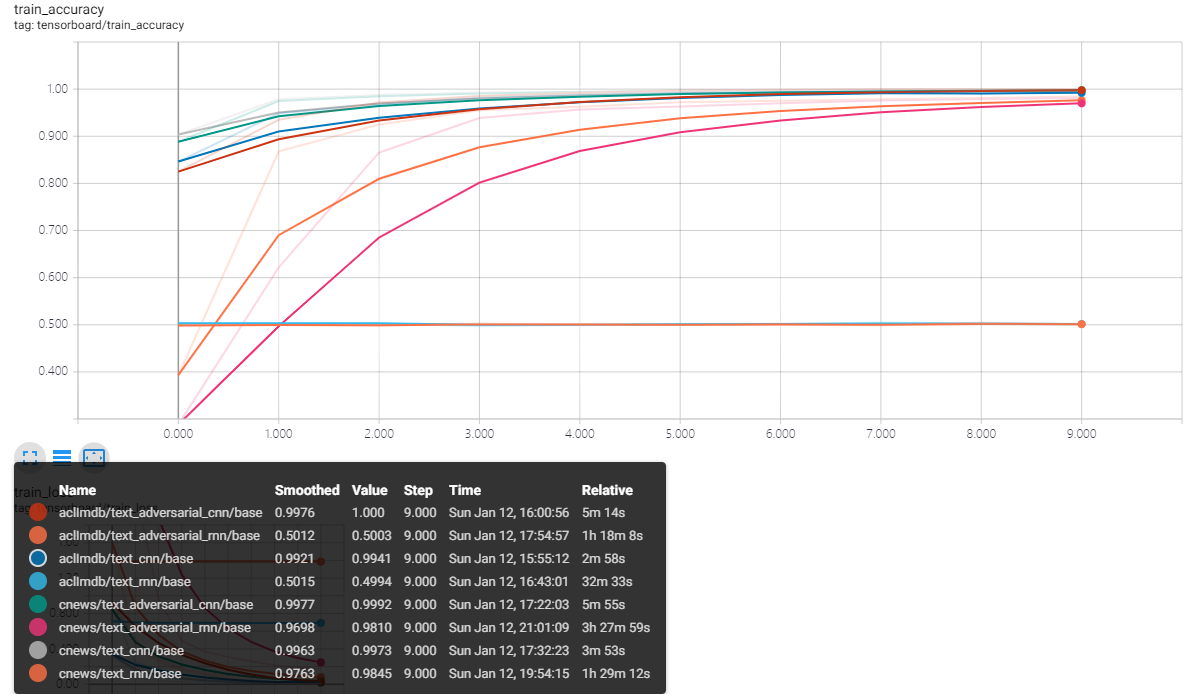 train_accuracy
tag: tensorboard/train_accuracy
1.00
0.900
0.800
0.700
0.600
0.500
0.400
0.000 1.000 2.000 3.000 4.000 5.000 6.000 7.000 8.000 9.000
Name Smoothed Value Step Time Relative
aclImdb/text_adversarial_cnn/base 0.9976 1.000 9.000 Sun Jan 12, 16:00:56 5m 14s
aclImdb/text_adversarial_rnn/base 0.5012 0.5003 9.000 Sun Jan 12, 17:54:57 1h 18m 8s
aclImdb/text_cnn/base 0.9921 0.9941 9.000 Sun Jan 12, 15:55:12 2m 58s
aclImdb/text_rnn/base 0.5015 0.4994 9.000 Sun Jan 12, 16:43:01 32m 33s
cnews/text_adversarial_cnn/base 0.9977 0.9992 9.000 Sun Jan 12, 17:22:03 5m 55s
cnews/text_adversarial_rnn/base 0.9698 0.9810 9.000 Sun Jan 12, 21:01:09 3h 27m 59s
cnews/text_cnn/base 0.9963 0.9973 9.000 Sun Jan 12, 17:32:23 3m 53s
cnews/text_rnn/base 0.9763 0.9845 9.000 Sun Jan 12, 19:54:15 1h 29m 12s